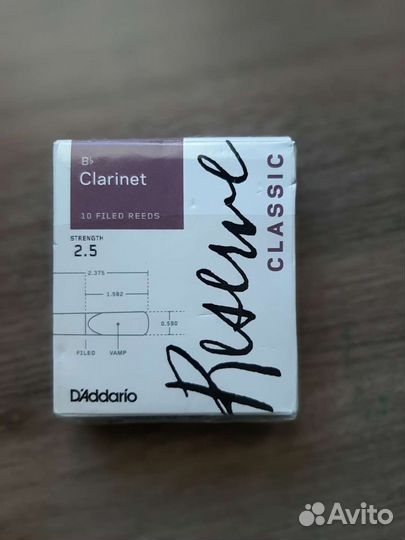 B♭
Clarinet
10 FILED REEDS
STRENGTH
2.5
2.375
1.582
0.590
FILED
VAMP
D'Addario
Reserve
CLASSIC
Avito